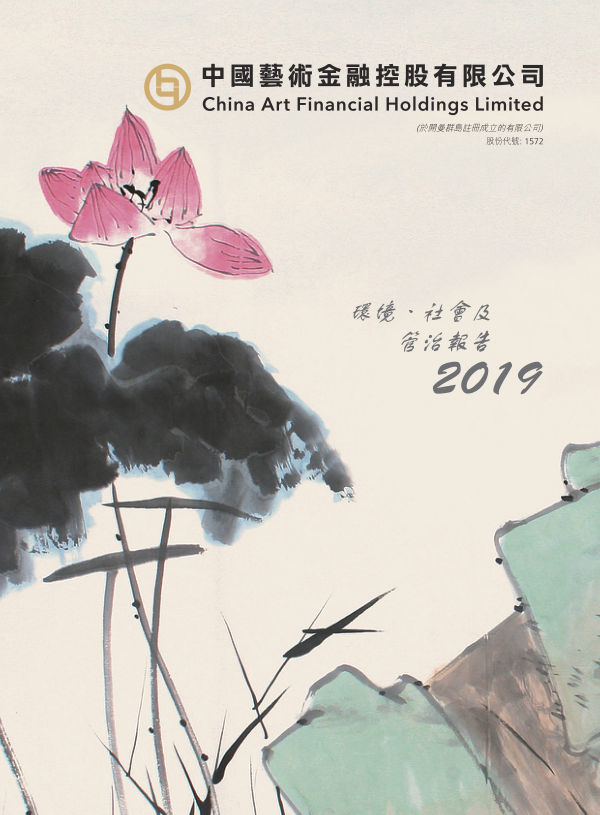 中國藝術金融控股有限公司
China Art Financial Holdings Limited
(於開曼群島註冊成立的有限公司)
股份代號: 1572
環境、社會及
管治報告
2019